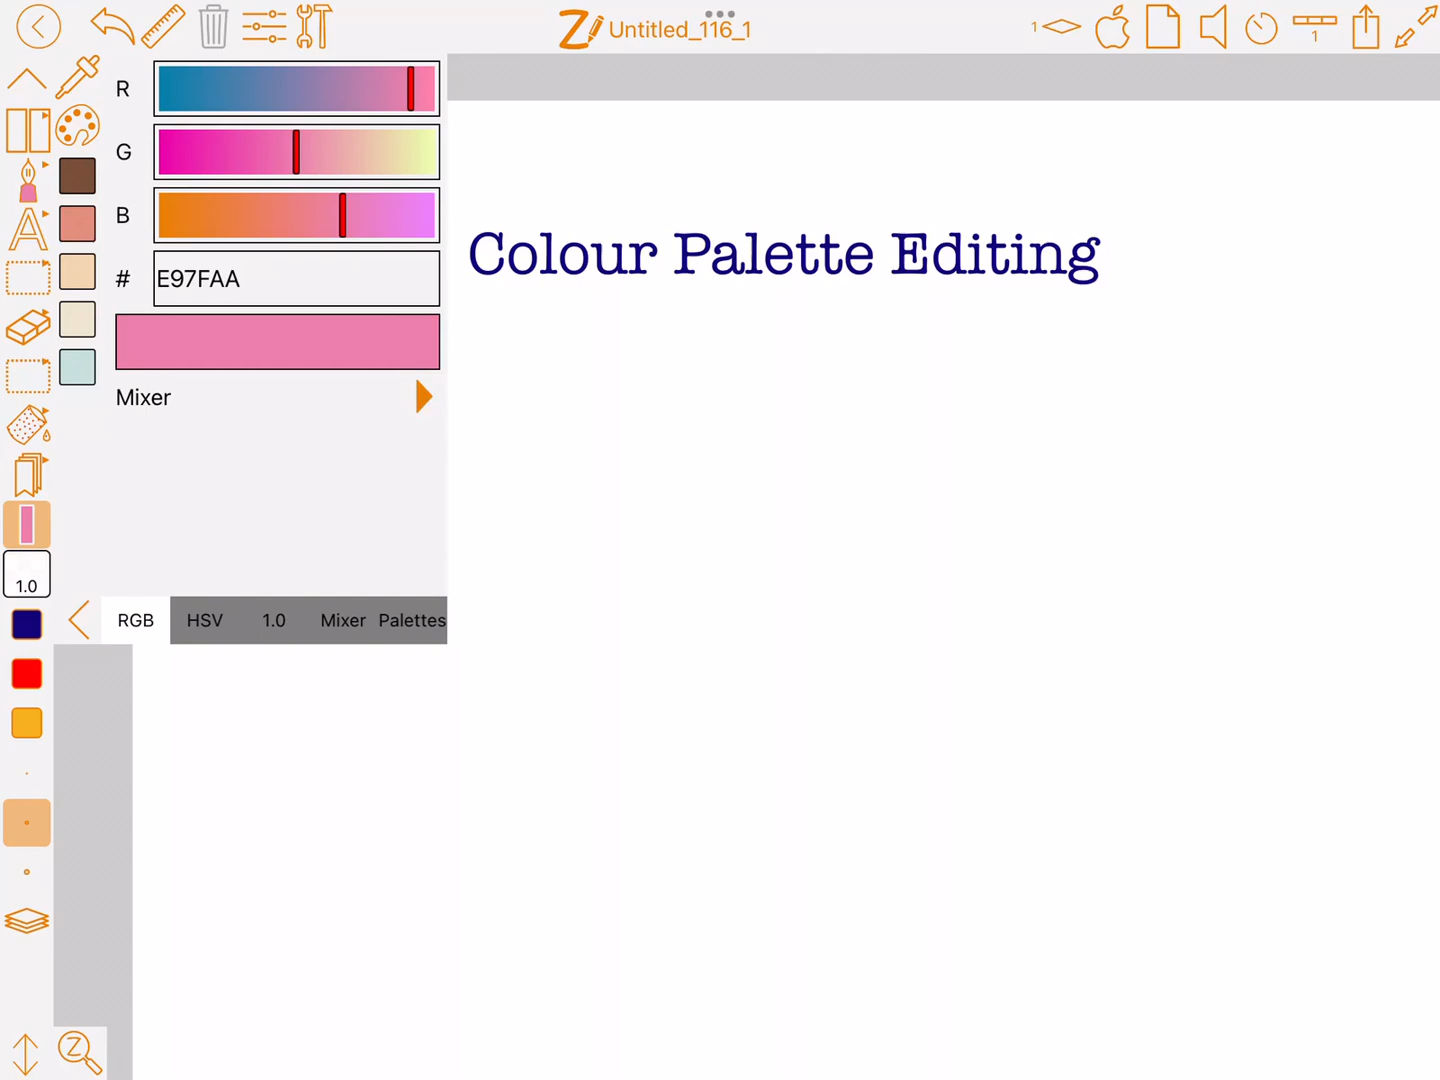 Untitled_116_1
1
1
R
G
B
# E97FAA
Mixer
RGB HSV 1.0 Mixer Palettes
1.0
Colour Palette Editing